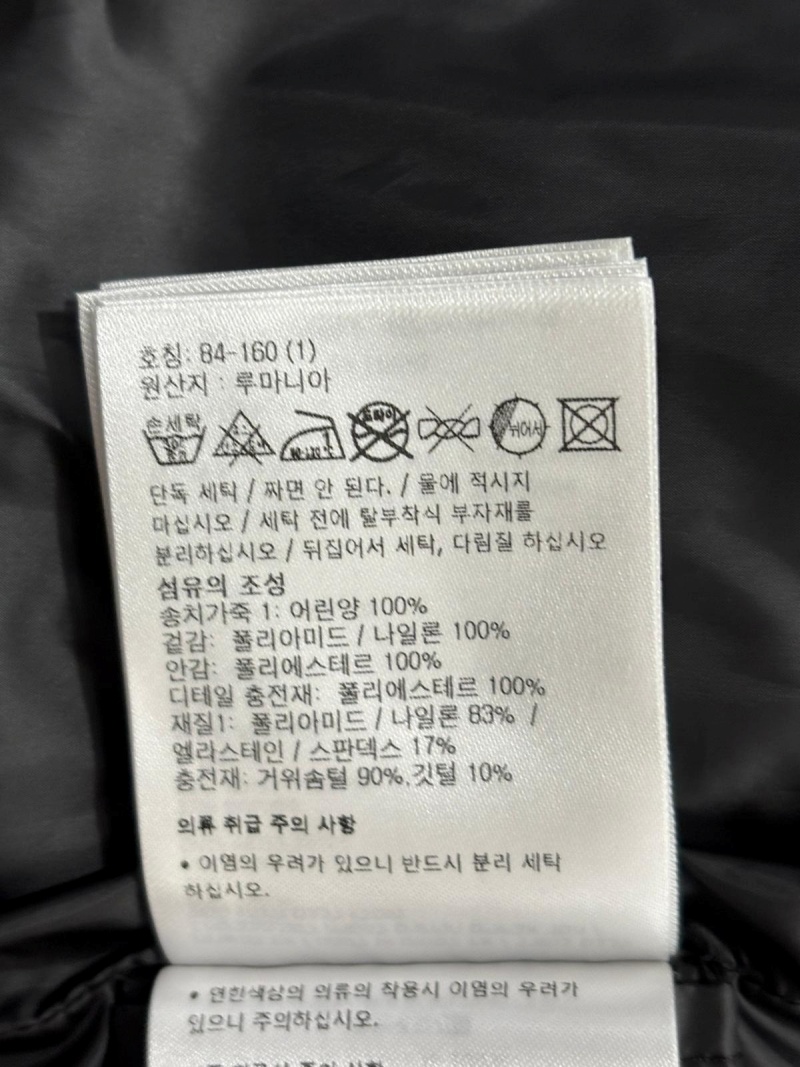 호칭: 84-160 (1)
원산지 : 루마니아
손세탁
드라이
뉘어서
단독 세탁 / 짜면 안 된다. / 물에 적시지
마십시오 / 세탁 전에 탈부착식 부자재를
분리하십시오 / 뒤집어서 세탁, 다림질 하십시오
섬유의 조성
송치가죽 1: 어린양 100%
겉감: 폴리아미드 / 나일론 100%
안감: 폴리에스테르 100%
디테일 충전재: 폴리에스테르 100%
재질1: 폴리아미드 / 나일론 83% /
엘라스테인 / 스판덱스 17%
충전재: 거위솜털 90%,깃털 10%
의류 취급 주의 사항
• 이염의 우려가 있으니 반드시 분리 세탁
하십시오.
• 연한색상의 의류의 착용시 이염의 우려가
있으니 주의하십시오.